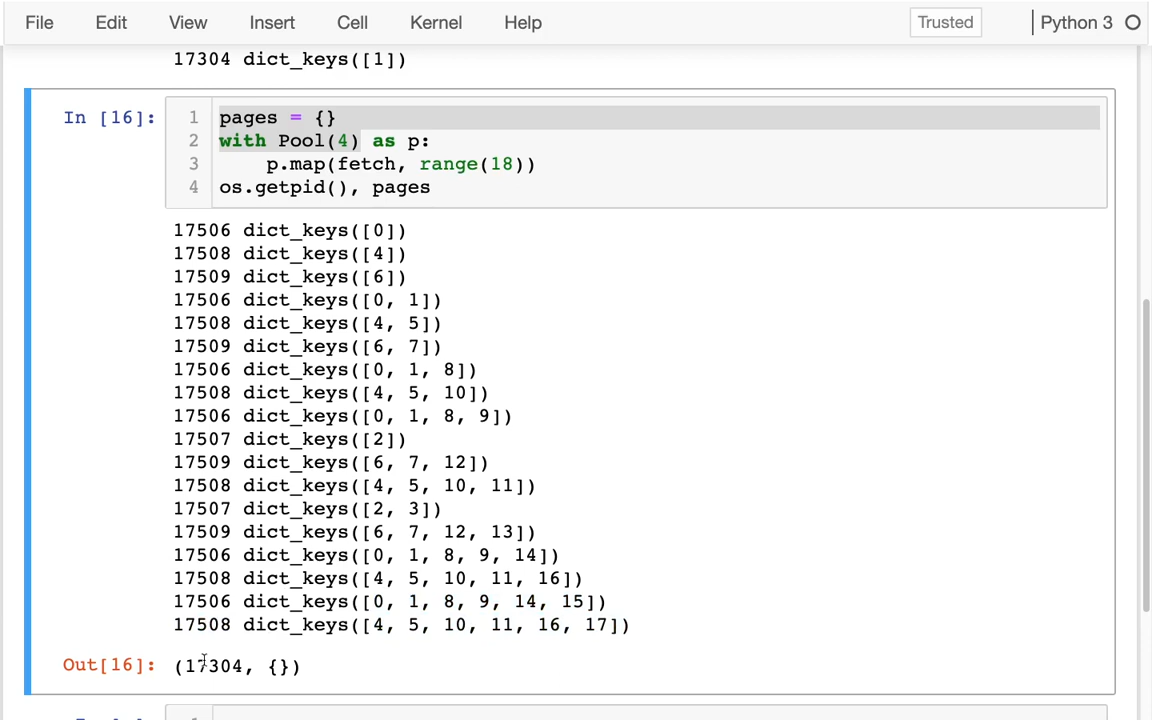 File Edit View Insert Cell Kernel Help Trusted Python 3
17304 dict_keys([1])
In [16]:
1 pages = {}
2 with Pool(4) as p:
3     p.map(fetch, range(18))
4 os.getpid(), pages
17506 dict_keys([0])
17508 dict_keys([4])
17509 dict_keys([6])
17506 dict_keys([0, 1])
17508 dict_keys([4, 5])
17509 dict_keys([6, 7])
17506 dict_keys([0, 1, 8])
17508 dict_keys([4, 5, 10])
17506 dict_keys([0, 1, 8, 9])
17507 dict_keys([2])
17509 dict_keys([6, 7, 12])
17508 dict_keys([4, 5, 10, 11])
17507 dict_keys([2, 3])
17509 dict_keys([6, 7, 12, 13])
17506 dict_keys([0, 1, 8, 9, 14])
17508 dict_keys([4, 5, 10, 11, 16])
17506 dict_keys([0, 1, 8, 9, 14, 15])
17508 dict_keys([4, 5, 10, 11, 16, 17])
Out[16]: (17304, {})